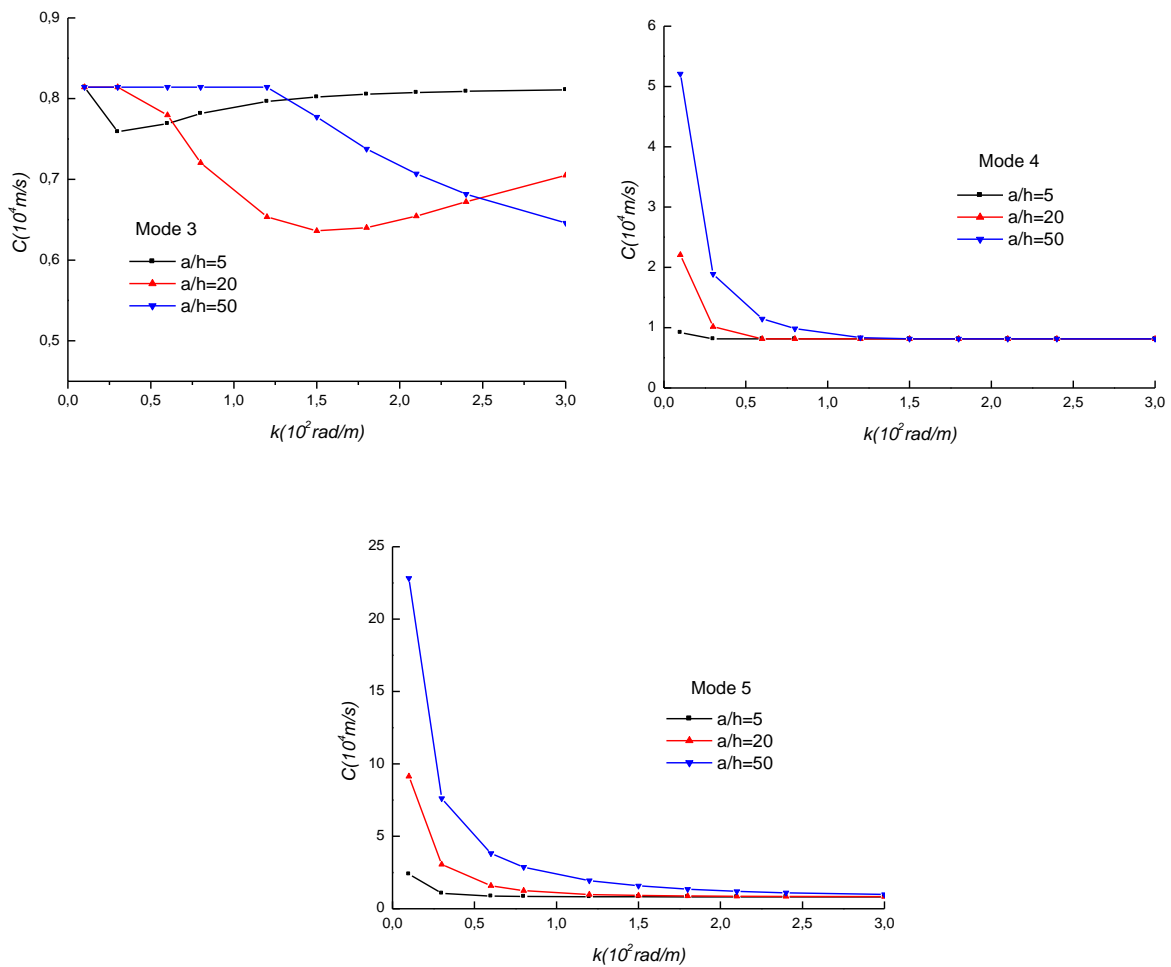 0,9
0,8
0,7
0,6
0,5
C(10⁴m/s)
Mode 3
a/h=5
a/h=20
a/h=50
0,0 0,5 1,0 1,5 2,0 2,5 3,0
k(10²rad/m)
6
5
4
3
2
1
0
C(10⁴m/s)
Mode 4
a/h=5
a/h=20
a/h=50
0,0 0,5 1,0 1,5 2,0 2,5 3,0
k(10²rad/m)
25
20
15
10
5
0
C(10⁴m/s)
Mode 5
a/h=5
a/h=20
a/h=50
0,0 0,5 1,0 1,5 2,0 2,5 3,0
k(10²rad/m)